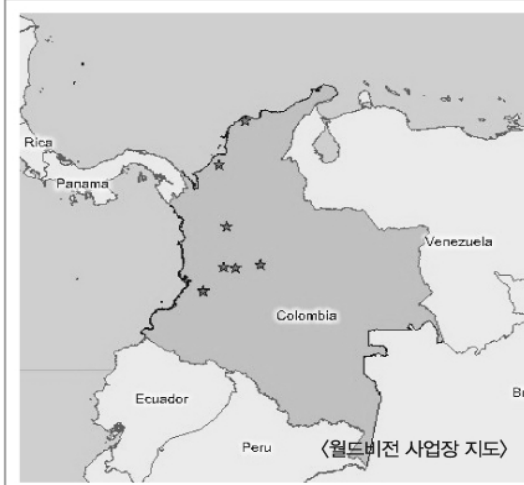 Rica
Panama
Venezuela
Colombia
Ecuador
Peru
〈월드비전 사업장 지도〉